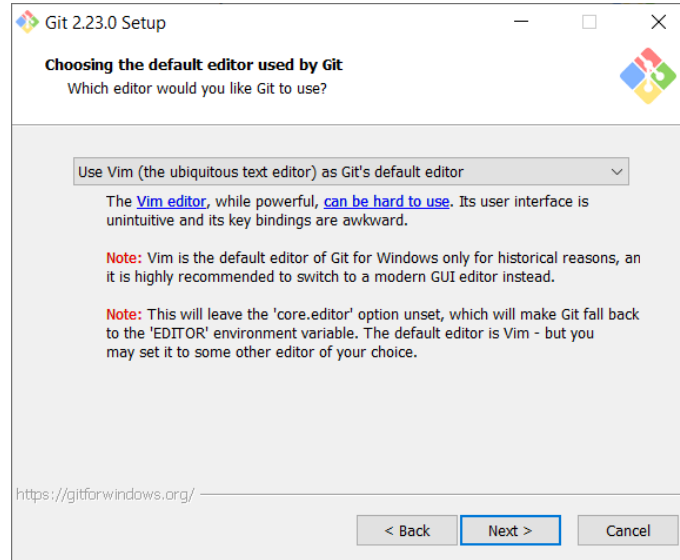 Git 2.23.0 Setup
Choosing the default editor used by Git
Which editor would you like Git to use?
Use Vim (the ubiquitous text editor) as Git's default editor
The Vim editor, while powerful, can be hard to use. Its user interface is
unintuitive and its key bindings are awkward.
Note: Vim is the default editor of Git for Windows only for historical reasons, an
it is highly recommended to switch to a modern GUI editor instead.
Note: This will leave the 'core.editor' option unset, which will make Git fall back
to the 'EDITOR' environment variable. The default editor is Vim - but you
may set it to some other editor of your choice.
https://gitforwindows.org/
< Back Next > Cancel